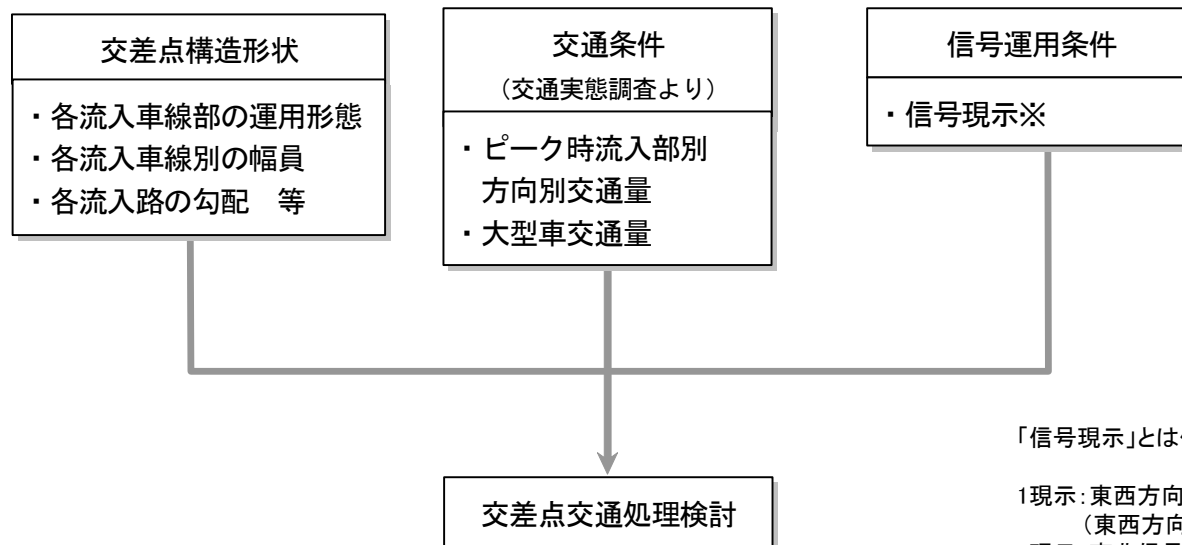 交差点構造形状
・各流入車線部の運用形態
・各流入車線別の幅員
・各流入路の勾配 等
交通条件
（交通実態調査より）
・ピーク時流入部別
方向別交通量
・大型車交通量
信号運用条件
・信号現示※
交差点交通処理検討
「信号現示」とは
1現示：東西方向
（東西方向